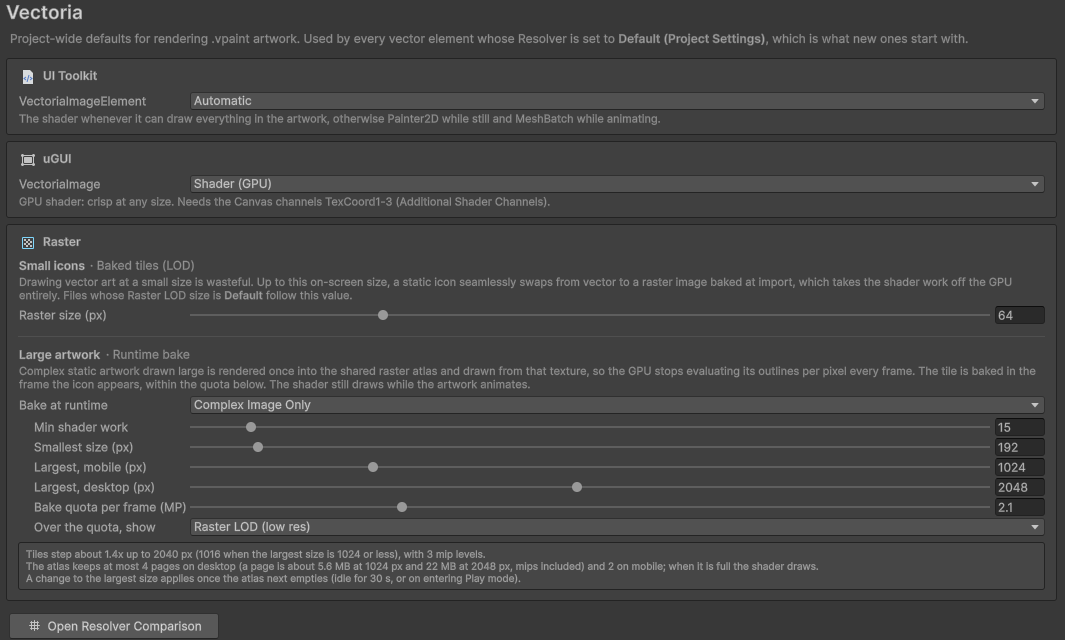 Vectoria
Project-wide defaults for rendering .vpaint artwork. Used by every vector element whose Resolver is set to Default (Project Settings), which is what new ones start with.
UI Toolkit
VectoriaImageElement Automatic
The shader whenever it can draw everything in the artwork, otherwise Painter2D while still and MeshBatch while animating.
uGUI
VectoriaImage Shader (GPU)
GPU shader: crisp at any size. Needs the Canvas channels TexCoord1-3 (Additional Shader Channels).
Raster
Small icons · Baked tiles (LOD)
Drawing vector art at a small size is wasteful. Up to this on-screen size, a static icon seamlessly swaps from vector to a raster image baked at import, which takes the shader work off the GPU
entirely. Files whose Raster LOD size is Default follow this value.
Raster size (px) 64
Large artwork · Runtime bake
Complex static artwork drawn large is rendered once into the shared raster atlas and drawn from that texture, so the GPU stops evaluating its outlines per pixel every frame. The tile is baked in the
frame the icon appears, within the quota below. The shader still draws while the artwork animates.
Bake at runtime Complex Image Only
Min shader work 15
Smallest size (px) 192
Largest, mobile (px) 1024
Largest, desktop (px) 2048
Bake quota per frame (MP) 2.1
Over the quota, show Raster LOD (low res)
Tiles step about 1.4x up to 2040 px (1016 when the largest size is 1024 or less), with 3 mip levels.
The atlas keeps at most 4 pages on desktop (a page is about 5.6 MB at 1024 px and 22 MB at 2048 px, mips included) and 2 on mobile; when it is full the shader draws.
A change to the largest size applies once the atlas next empties (idle for 30 s, or on entering Play mode).
Open Resolver Comparison